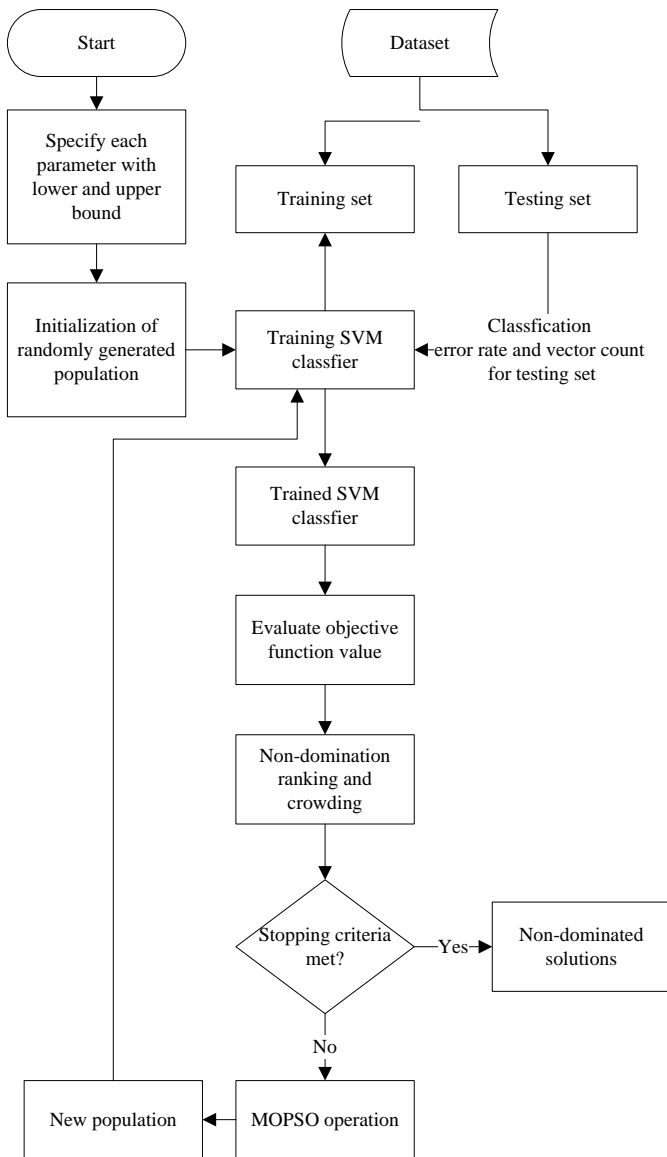 Start
Dataset
Specify each
parameter with
lower and upper
bound
Training set
Testing set
Initialization of
randomly generated
population
Training SVM
classfier
Classfication
error rate and vector count
for testing set
Trained SVM
classfier
Evaluate objective
function value
Non-domination
ranking and
crowding
Stopping criteria
met?
Yes
Non-dominated
solutions
No
New population
MOPSO operation